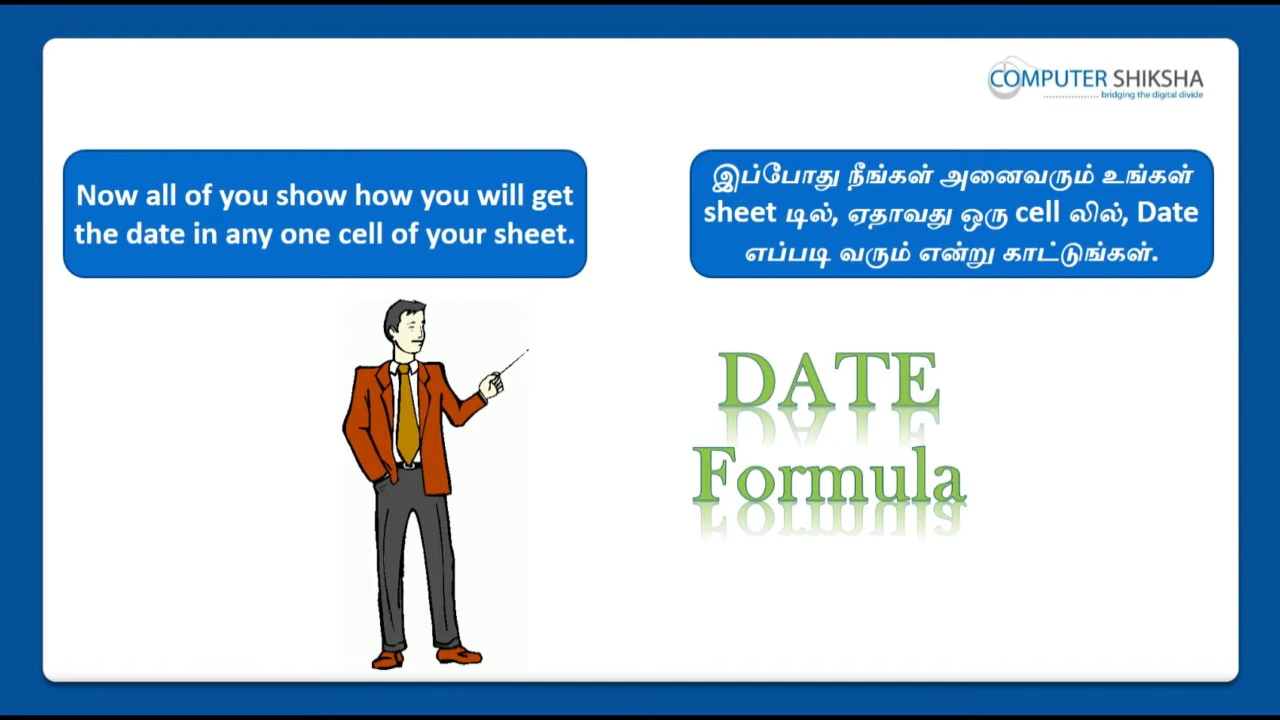 COMPUTER SHIKSHA
bridging the digital divide
Now all of you show how you will get
the date in any one cell of your sheet.
இப்போது நீங்கள் அனைவரும் உங்கள்
sheet டில், ஏதாவது ஒரு cell லில், Date
எப்படி வரும் என்று காட்டுங்கள்.
DATE
Formula